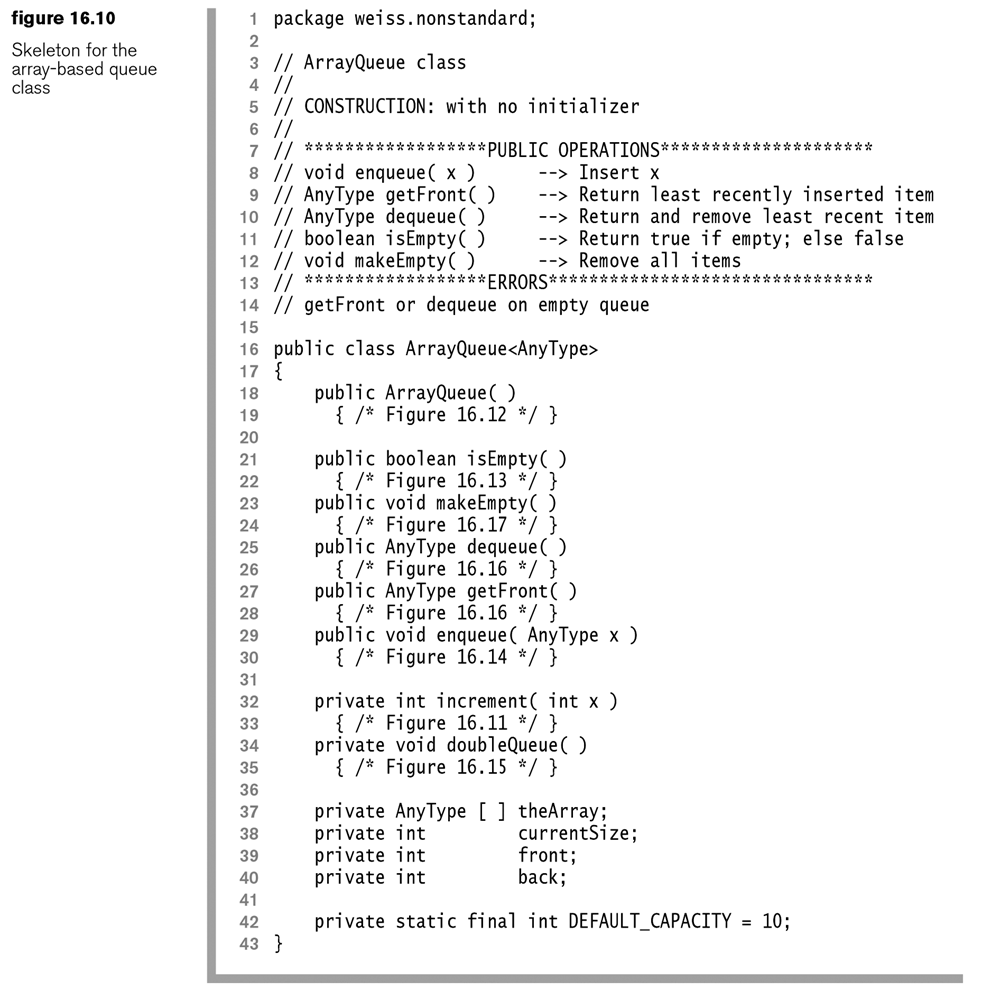 figure 16.10
Skeleton for the
array-based queue
class
1 package weiss.nonstandard;
2
3 // ArrayQueue class
4 //
5 // CONSTRUCTION: with no initializer
6 //
7 // ******************PUBLIC OPERATIONS*********************
8 // void enqueue( x )      --> Insert x
9 // AnyType getFront( )    --> Return least recently inserted item
10 // AnyType dequeue( )     --> Return and remove least recent item
11 // boolean isEmpty( )     --> Return true if empty; else false
12 // void makeEmpty( )      --> Remove all items
13 // ******************ERRORS********************************
14 // getFront or dequeue on empty queue
15
16 public class ArrayQueue<AnyType>
17 {
18     public ArrayQueue( )
19       { /* Figure 16.12 */ }
20
21     public boolean isEmpty( )
22       { /* Figure 16.13 */ }
23     public void makeEmpty( )
24       { /* Figure 16.17 */ }
25     public AnyType dequeue( )
26       { /* Figure 16.16 */ }
27     public AnyType getFront( )
28       { /* Figure 16.16 */ }
29     public void enqueue( AnyType x )
30       { /* Figure 16.14 */ }
31
32     private int increment( int x )
33       { /* Figure 16.11 */ }
34     private void doubleQueue( )
35       { /* Figure 16.15 */ }
36
37     private AnyType [ ] theArray;
38     private int         currentSize;
39     private int         front;
40     private int         back;
41
42     private static final int DEFAULT_CAPACITY = 10;
43 }